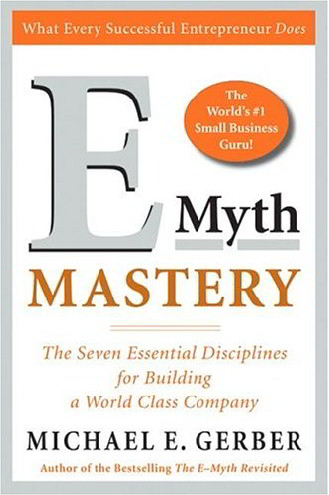 What Every Successful Entrepreneur Does
The
World's #1
Small Business
Guru!
E Myth
MASTERY
The Seven Essential Disciplines
for Building
a World Class Company
MICHAEL E. GERBER
Author of the Bestselling The E-Myth Revisited